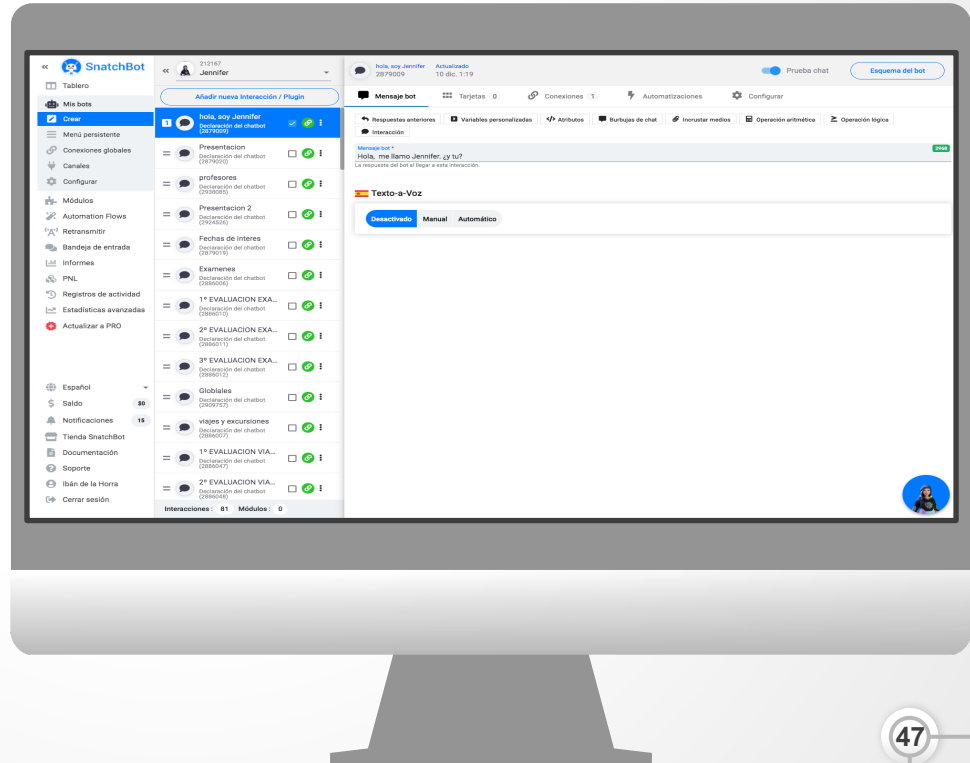 SnatchBot
Tablero
Mis bots
Crear
Menú persistente
Conexiones globales
Canales
Configurar
Módulos
Automation Flows
Retransmitir
Bandeja de entrada
Informes
PNL
Registros de actividad
Estadísticas avanzadas
Actualizar a PRO
Español
Saldo $0
Notificaciones 15
Tienda SnatchBot
Documentación
Soporte
Ibán de la Horra
Cerrar sesión
212167
Jennifer
Añadir nueva Interacción / Plugin
1
hola, soy Jennifer
Declaración del chatbot
(2879009)
Presentacion
Declaración del chatbot
(2879020)
profesores
Declaración del chatbot
(2938085)
Presentacion 2
Declaración del chatbot
(2924526)
Fechas de interes
Declaración del chatbot
(2879019)
Examenes
Declaración del chatbot
(2886006)
1º EVALUACION EXA...
Declaración del chatbot
(2886010)
2º EVALUACION EXA...
Declaración del chatbot
(2886011)
3º EVALUACION EXA...
Declaración del chatbot
(2886012)
Globlales
Declaración del chatbot
(2909757)
viajes y excursiones
Declaración del chatbot
(2886007)
1º EVALUACION VIA...
Declaración del chatbot
(2886047)
2º EVALUACION VIA...
Declaración del chatbot
(2886048)
Interacciones: 81 Módulos: 0
hola, soy Jennifer Actualizado
2879009 10 dic. 1:19
Prueba chat
Esquema del bot
Mensaje bot Tarjetas 0 Conexiones 1 Automatizaciones Configurar
Respuestas anteriores Variables personalizadas Atributos Burbujas de chat Incrustar medios Operación aritmética Operación lógica
Interacción
Mensaje bot *
Hola, me llamo Jennifer. ¿y tu?
3968
La respuesta del bot al llegar a esta interacción.
Texto-a-Voz
Desactivado Manual Automático
47